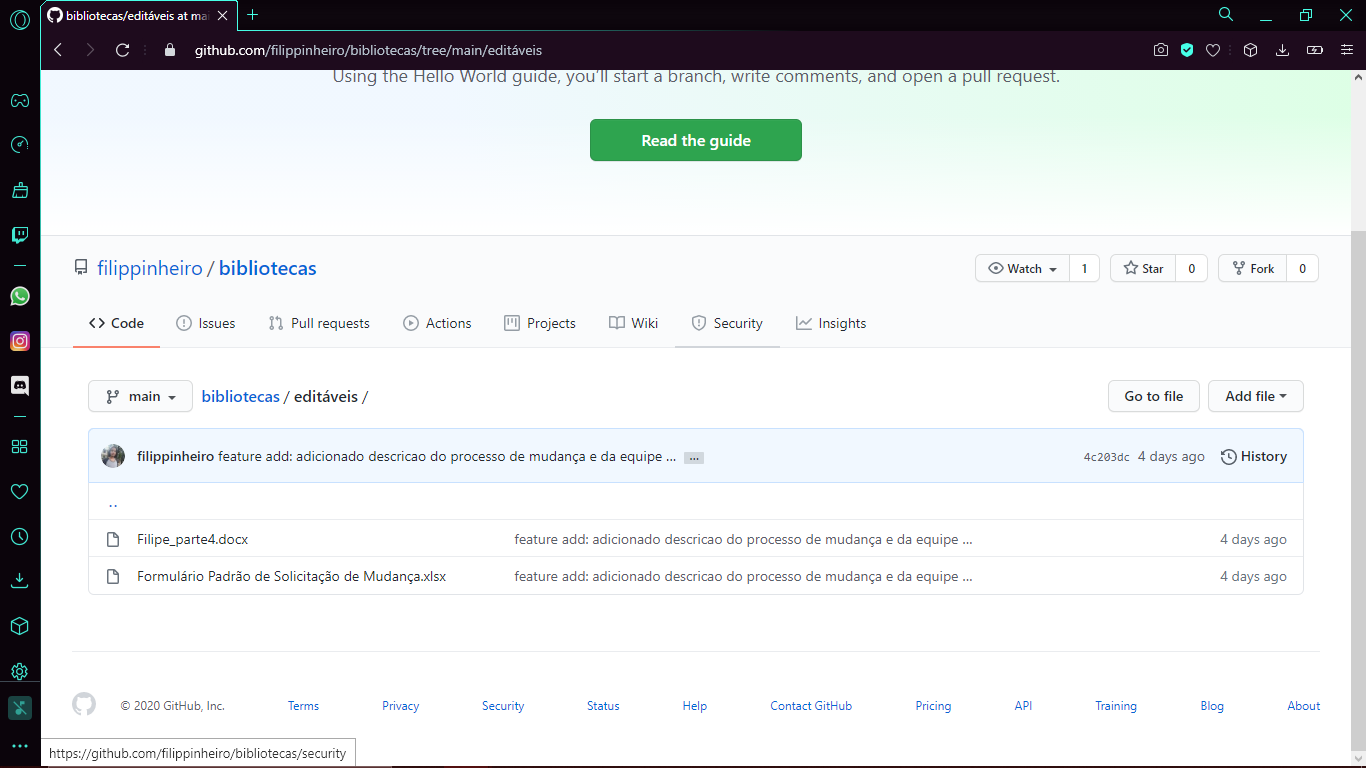 bibliotecas/editáveis at mai
github.com/filippinheiro/bibliotecas/tree/main/editáveis
Using the Hello World guide, you'll start a branch, write comments, and open a pull request.
Read the guide
filippinheiro / bibliotecas
Watch 1 Star 0 Fork 0
Code Issues Pull requests Actions Projects Wiki Security Insights
main bibliotecas / editáveis / Go to file Add file
filippinheiro feature add: adicionado descricao do processo de mudança e da equipe ... ... 4c203dc 4 days ago History
..
Filipe_parte4.docx feature add: adicionado descricao do processo de mudança e da equipe ... 4 days ago
Formulário Padrão de Solicitação de Mudança.xlsx feature add: adicionado descricao do processo de mudança e da equipe ... 4 days ago
© 2020 GitHub, Inc. Terms Privacy Security Status Help Contact GitHub Pricing API Training Blog About
https://github.com/filippinheiro/bibliotecas/security